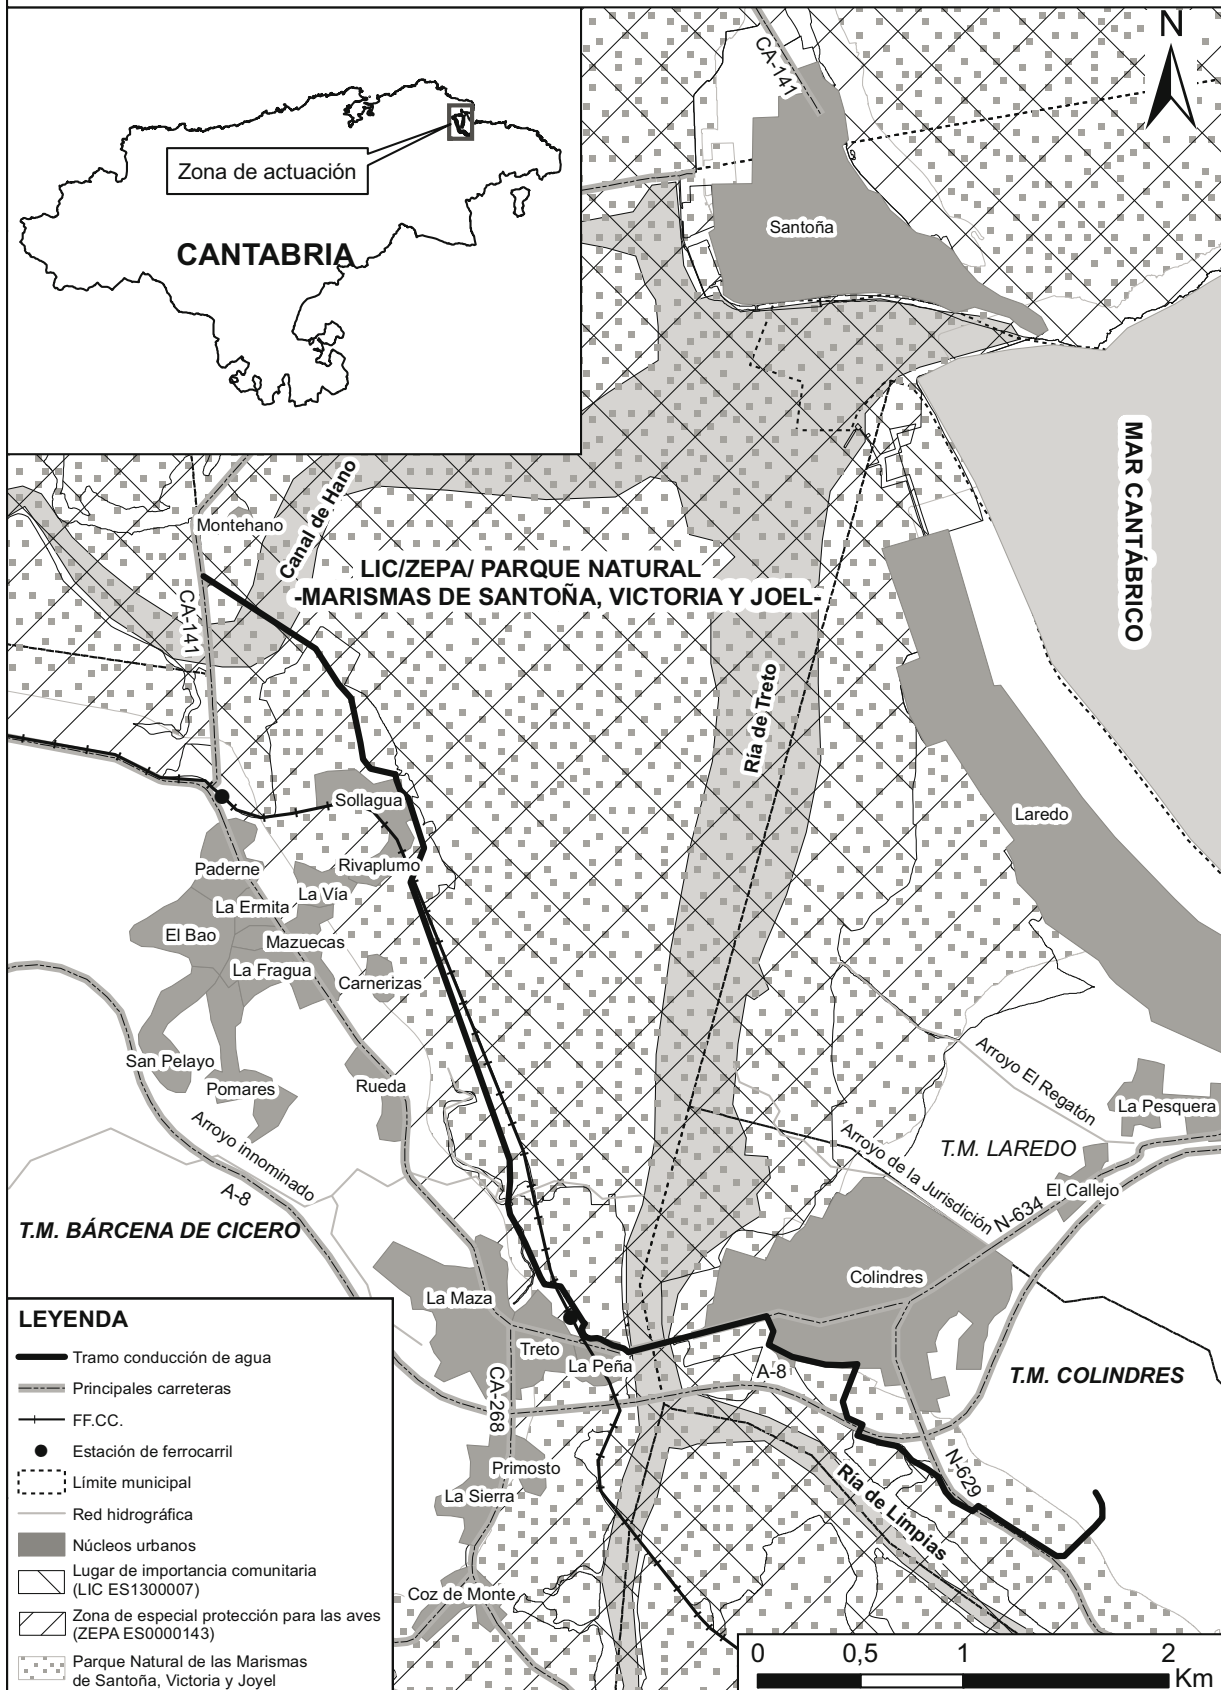 N
CA-141
Zona de actuación
CANTABRIA
Santoña
MAR CANTÁBRICO
Canal de Hano
Montehano
LIC/ZEPA/ PARQUE NATURAL
-MARISMAS DE SANTOÑA, VICTORIA Y JOEL-
CA-141
Ría de Treto
Sollagua
Laredo
Rivaplumo
Paderne
La Vía
La Ermita
El Bao
Mazuecas
La Fragua
Carnerizas
San Pelayo
Pomares
Rueda
Arroyo El Regatón
La Pesquera
Arroyo innominado
Arroyo de la Jurisdición
T.M. LAREDO
A-8
El Callejo
N-634
T.M. BÁRCENA DE CICERO
Colindres
La Maza
Treto
La Peña
A-8
T.M. COLINDRES
CA-268
Primosto
N-629
La Sierra
Ría de Limpias
Coz de Monte
LEYENDA
Tramo conducción de agua
Principales carreteras
FF.CC.
Estación de ferrocarril
Límite municipal
Red hidrográfica
Núcleos urbanos
Lugar de importancia comunitaria
(LIC ES1300007)
Zona de especial protección para las aves
(ZEPA ES0000143)
Parque Natural de las Marismas
de Santoña, Victoria y Joyel
0 0,5 1 2
Km